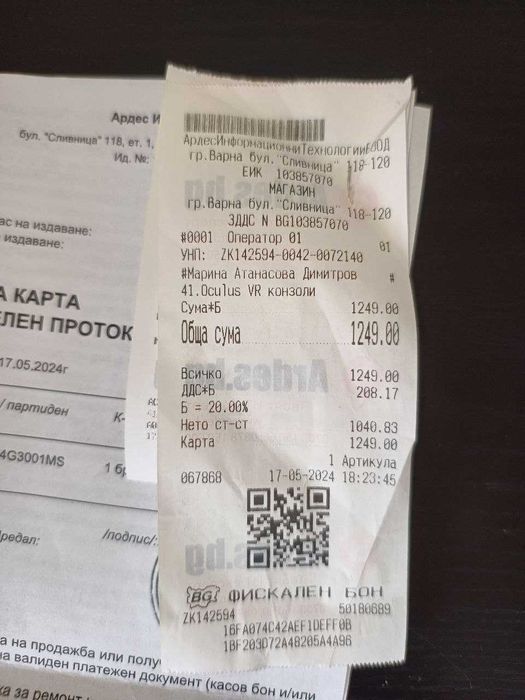 Ардес И
бул. "Сливница" 118, ет. 1,
Ид. №:
издаване:
А КАРТА
ЛЕН ПРОТОК
17.05.2024г
/ партиден
К-
4G3001MS
1 бр
/подпис/:
а на продажба или полу
на валиден платежен документ (касов бон и/или
ка за ремонт
АрдесИнформационниТехнологииЕООД
гр.Варна бул. "Сливница" 118-120
ЕИК 103857070
МАГАЗИН
гр.Варна бул. "Сливница" 118-120
ЗДДС N BG103857070
#0001 Оператор 01 01
УНП: ZK142594-0042-0072140
#Марина Атанасова Димитров #
41.Oculus VR конзоли
Сума*Б 1249.00
Обща сума 1249.00
Всичко 1249.00
ДДС*Б 208.17
Б = 20.00%
Нето ст-ст 1040.83
Карта 1249.00
1 Артикула
067868 17-05-2024 18:23:45
BG ФИСКАЛЕН БОН
ZK142594 50180689
16FA074C42AEF1DEFF0B
1BF203D72A48205A4A96